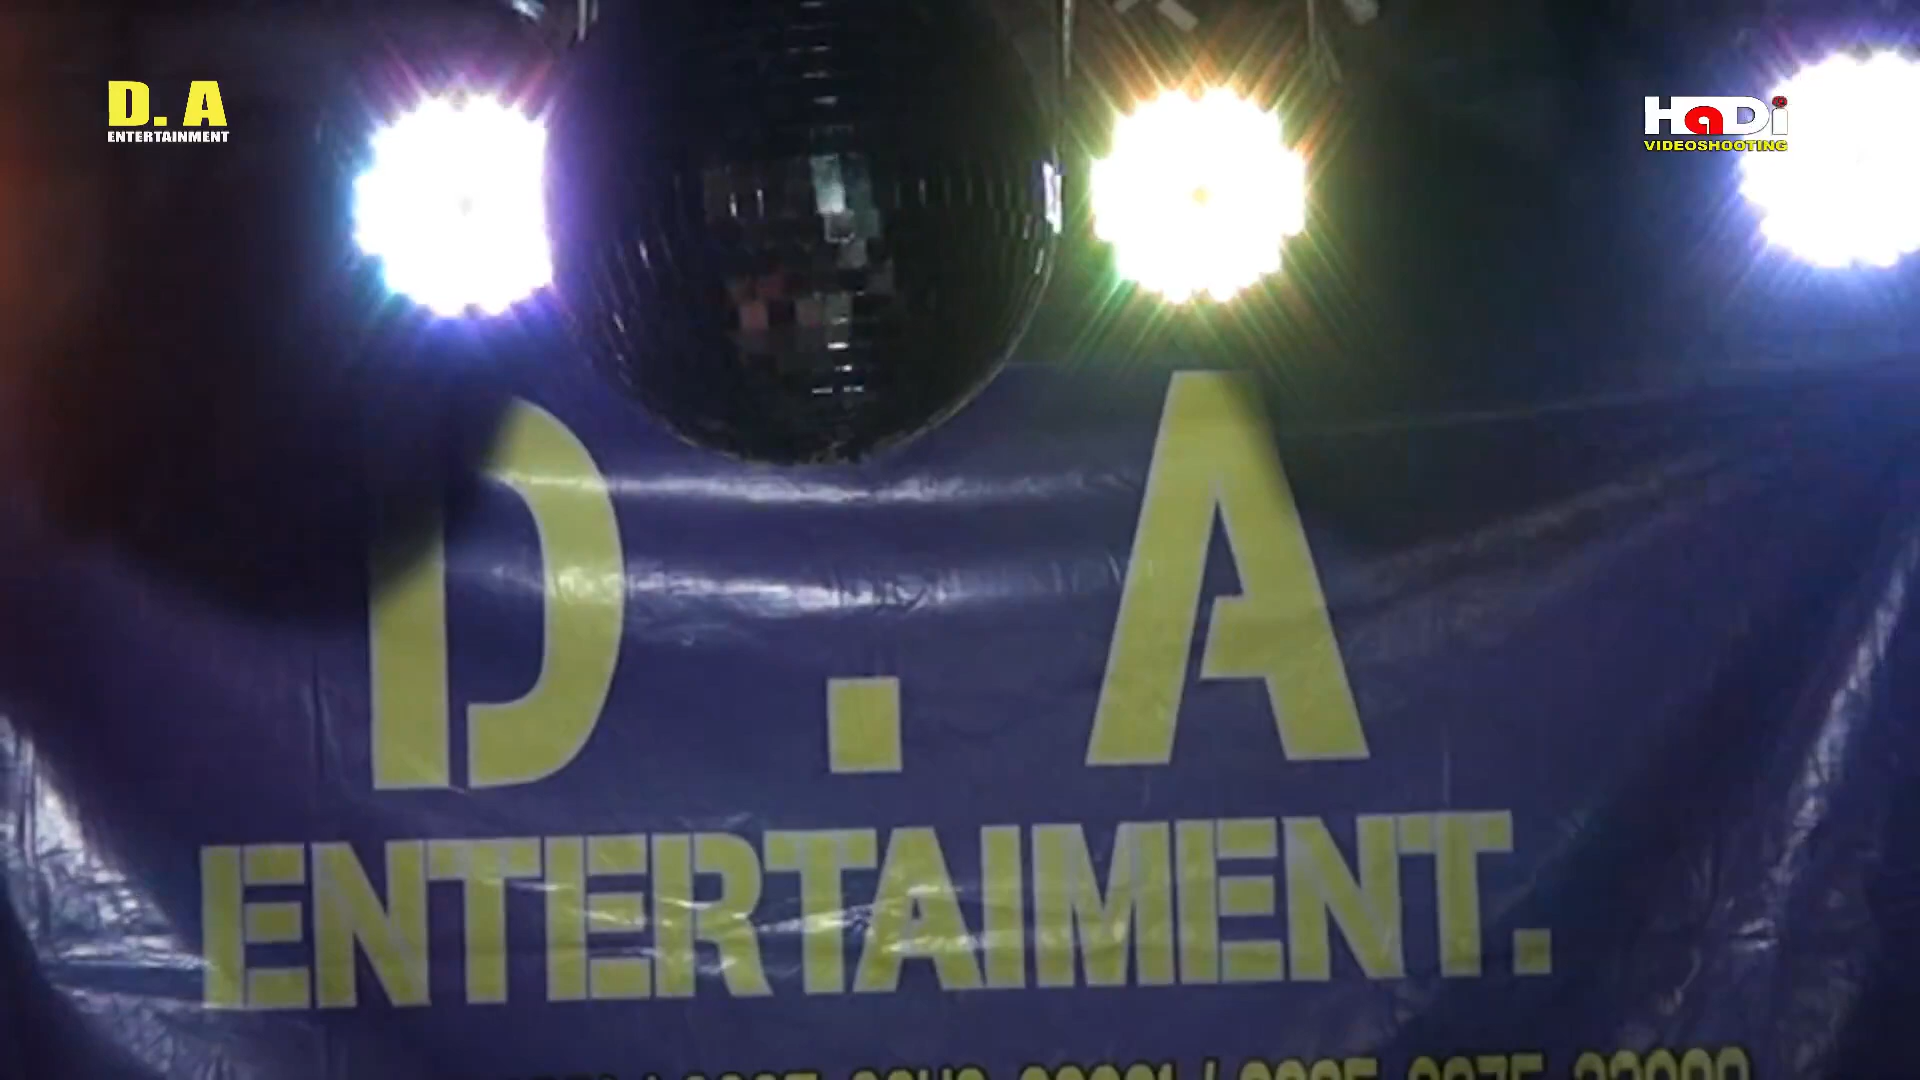 D. A
ENTERTAINMENT
HaDi
VIDEOSHOOTING
D . A
ENTERTAIMENT.